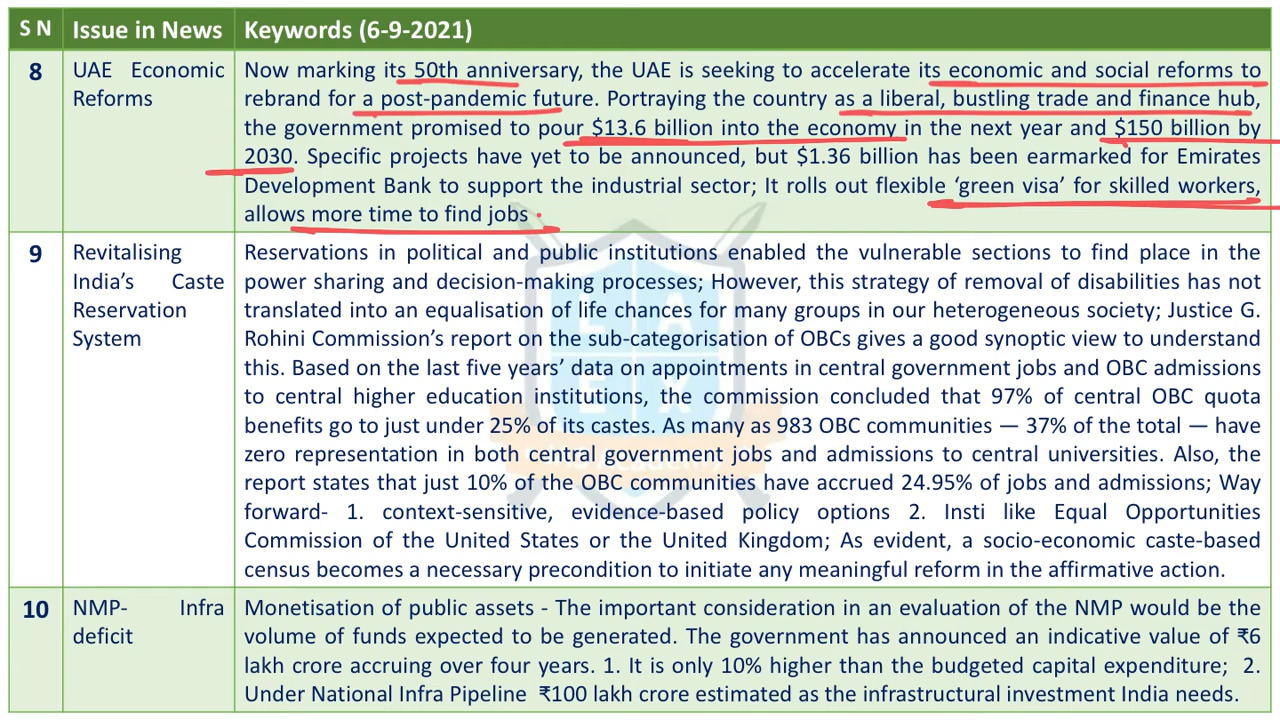 S N Issue in News Keywords (6-9-2021)
8 UAE Economic Reforms
Now marking its 50th anniversary, the UAE is seeking to accelerate its economic and social reforms to
rebrand for a post-pandemic future. Portraying the country as a liberal, bustling trade and finance hub,
the government promised to pour $13.6 billion into the economy in the next year and $150 billion by
2030. Specific projects have yet to be announced, but $1.36 billion has been earmarked for Emirates
Development Bank to support the industrial sector; It rolls out flexible ‘green visa’ for skilled workers,
allows more time to find jobs
9 Revitalising
India’s Caste
Reservation
System
Reservations in political and public institutions enabled the vulnerable sections to find place in the
power sharing and decision-making processes; However, this strategy of removal of disabilities has not
translated into an equalisation of life chances for many groups in our heterogeneous society; Justice G.
Rohini Commission’s report on the sub-categorisation of OBCs gives a good synoptic view to understand
this. Based on the last five years’ data on appointments in central government jobs and OBC admissions
to central higher education institutions, the commission concluded that 97% of central OBC quota
benefits go to just under 25% of its castes. As many as 983 OBC communities — 37% of the total — have
zero representation in both central government jobs and admissions to central universities. Also, the
report states that just 10% of the OBC communities have accrued 24.95% of jobs and admissions; Way
forward- 1. context-sensitive, evidence-based policy options 2. Insti like Equal Opportunities
Commission of the United States or the United Kingdom; As evident, a socio-economic caste-based
census becomes a necessary precondition to initiate any meaningful reform in the affirmative action.
10 NMP- Infra
deficit
Monetisation of public assets - The important consideration in an evaluation of the NMP would be the
volume of funds expected to be generated. The government has announced an indicative value of ₹6
lakh crore accruing over four years. 1. It is only 10% higher than the budgeted capital expenditure; 2.
Under National Infra Pipeline ₹100 lakh crore estimated as the infrastructural investment India needs.